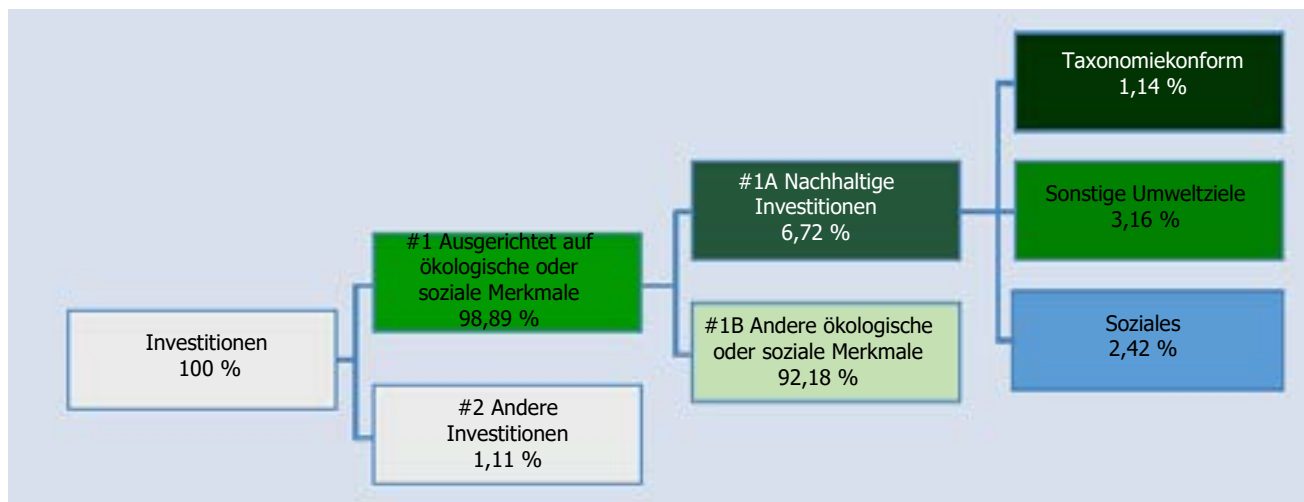 Investitionen
100 %
#1 Ausgerichtet auf
ökologische oder
soziale Merkmale
98,89 %
#2 Andere
Investitionen
1,11 %
#1A Nachhaltige
Investitionen
6,72 %
#1B Andere ökologische
oder soziale Merkmale
92,18 %
Taxonomiekonform
1,14 %
Sonstige Umweltziele
3,16 %
Soziales
2,42 %